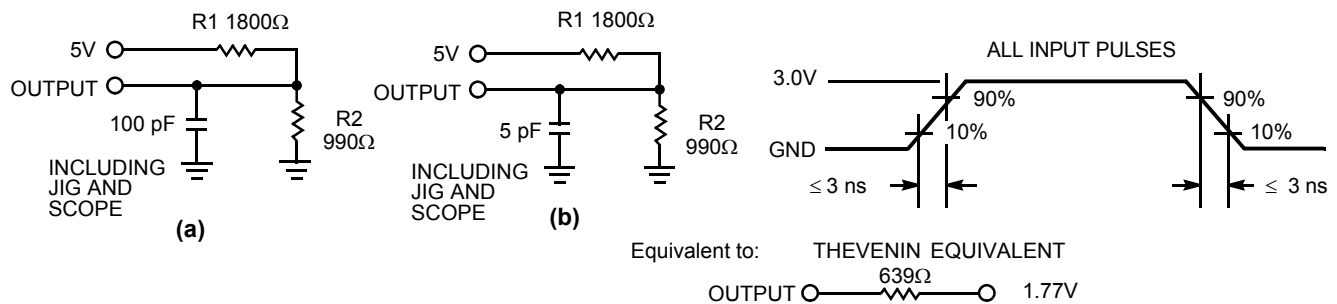 R1 1800Ω
5V
OUTPUT
100 pF
R2
990Ω
INCLUDING
JIG AND
SCOPE
(a)
R1 1800Ω
5V
OUTPUT
5 pF
R2
990Ω
INCLUDING
JIG AND
SCOPE
(b)
ALL INPUT PULSES
3.0V
90%
10%
90%
10%
GND
≤ 3 ns
≤ 3 ns
Equivalent to: THEVENIN EQUIVALENT
639Ω
OUTPUT 1.77V